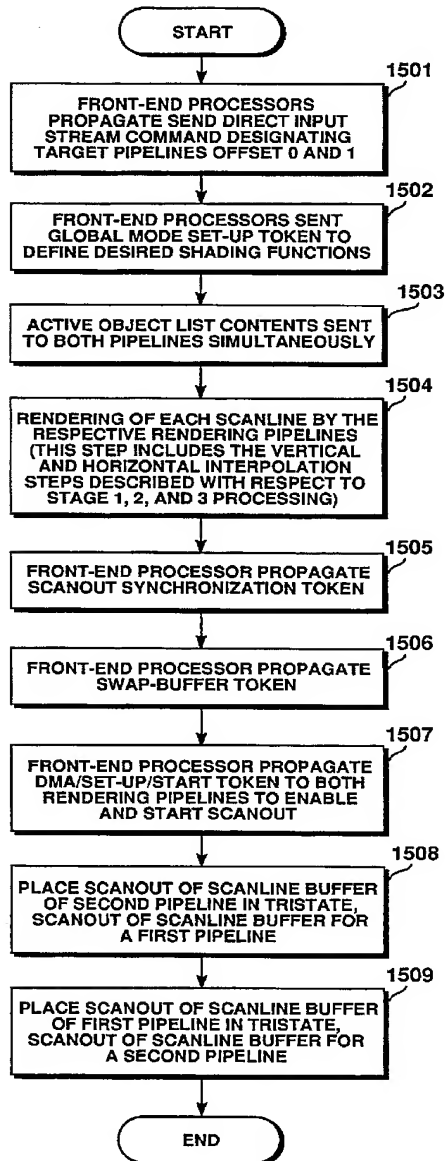 START
1501
FRONT-END PROCESSORS
PROPAGATE SEND DIRECT INPUT
STREAM COMMAND DESIGNATING
TARGET PIPELINES OFFSET 0 AND 1
1502
FRONT-END PROCESSORS SENT
GLOBAL MODE SET-UP TOKEN TO
DEFINE DESIRED SHADING FUNCTIONS
1503
ACTIVE OBJECT LIST CONTENTS SENT
TO BOTH PIPELINES SIMULTANEOUSLY
1504
RENDERING OF EACH SCANLINE BY THE
RESPECTIVE RENDERING PIPELINES
(THIS STEP INCLUDES THE VERTICAL
AND HORIZONTAL INTERPOLATION
STEPS DESCRIBED WITH RESPECT TO
STAGE 1, 2, AND 3 PROCESSING)
1505
FRONT-END PROCESSOR PROPAGATE
SCANOUT SYNCHRONIZATION TOKEN
1506
FRONT-END PROCESSOR PROPAGATE
SWAP-BUFFER TOKEN
1507
FRONT-END PROCESSOR PROPAGATE
DMA/SET-UP/START TOKEN TO BOTH
RENDERING PIPELINES TO ENABLE
AND START SCANOUT
1508
PLACE SCANOUT OF SCANLINE BUFFER
OF SECOND PIPELINE IN TRISTATE,
SCANOUT OF SCANLINE BUFFER FOR
A FIRST PIPELINE
1509
PLACE SCANOUT OF SCANLINE BUFFER
OF FIRST PIPELINE IN TRISTATE,
SCANOUT OF SCANLINE BUFFER FOR
A SECOND PIPELINE
END